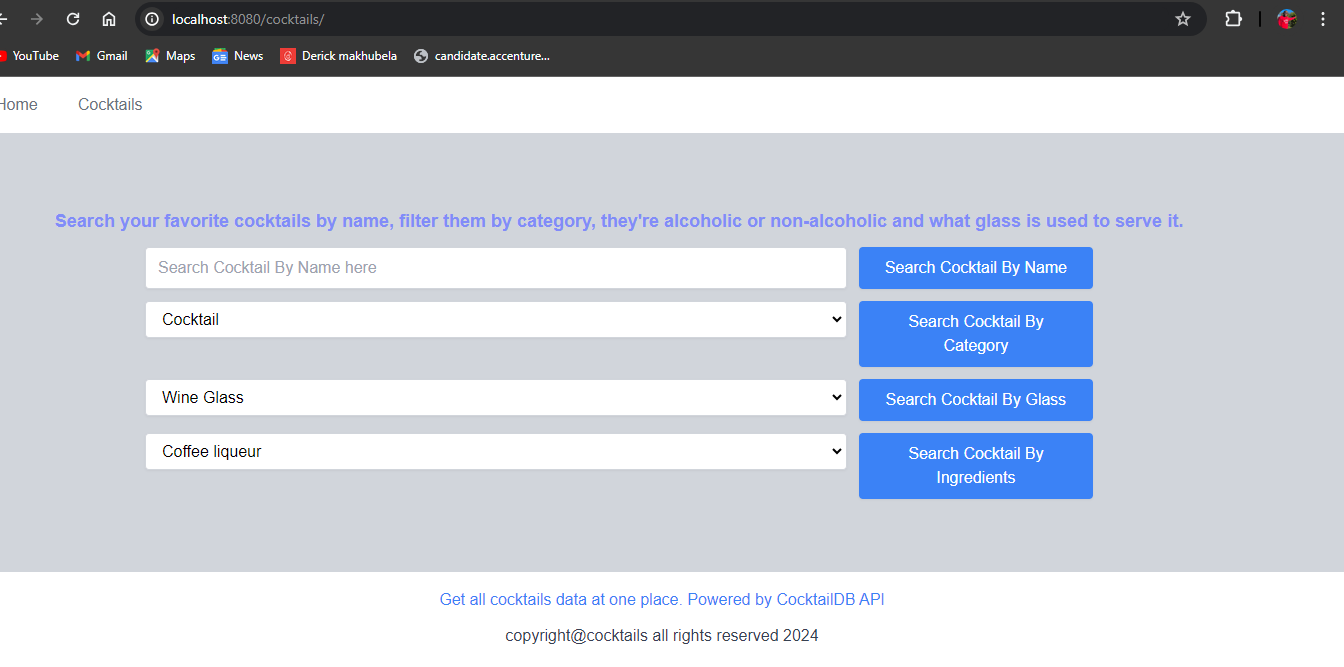 localhost:8080/cocktails/
YouTube Gmail Maps News Derick makhubela candidate.accenture...
Home Cocktails
Search your favorite cocktails by name, filter them by category, they're alcoholic or non-alcoholic and what glass is used to serve it.
Search Cocktail By Name here
Search Cocktail By Name
Cocktail
Search Cocktail By
Category
Wine Glass
Search Cocktail By Glass
Coffee liqueur
Search Cocktail By
Ingredients
Get all cocktails data at one place. Powered by CocktailDB API
copyright@cocktails all rights reserved 2024